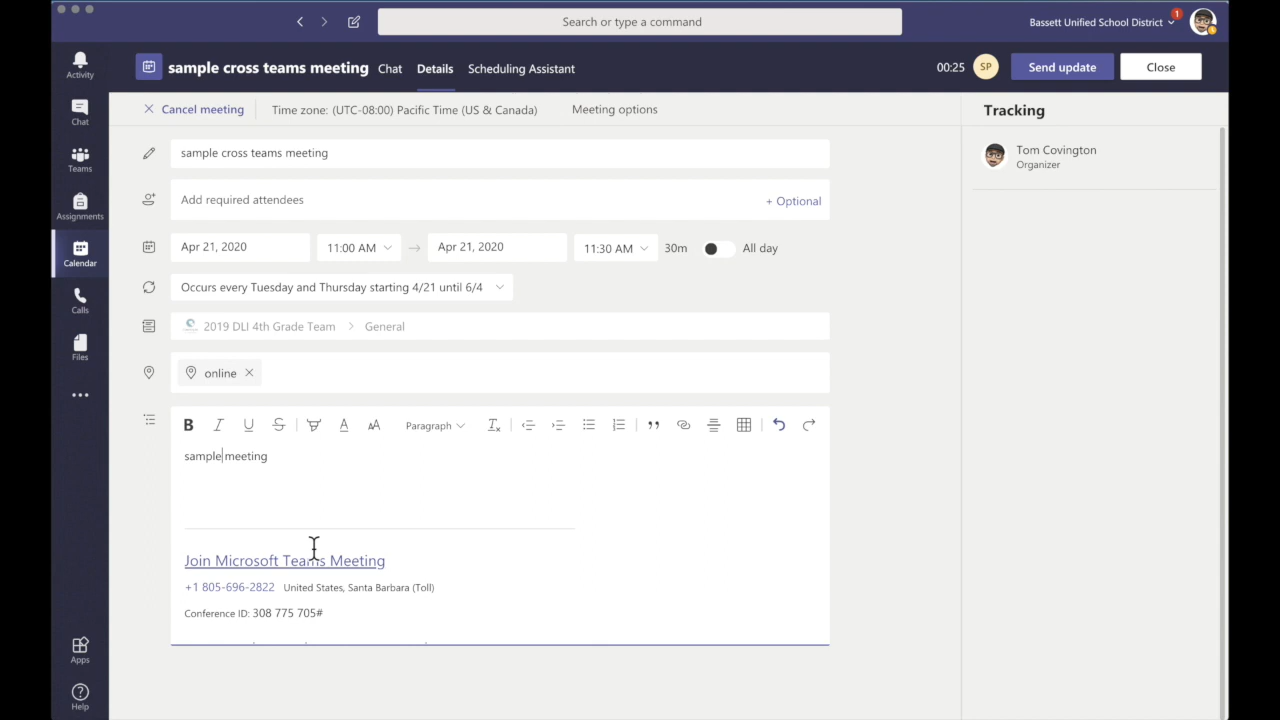 Search or type a command
Bassett Unified School District
1
Activity
Chat
Teams
Assignments
Calendar
Calls
Files
Apps
Help
sample cross teams meeting
Chat
Details
Scheduling Assistant
00:25
SP
Send update
Close
Cancel meeting
Time zone: (UTC-08:00) Pacific Time (US & Canada)
Meeting options
sample cross teams meeting
Add required attendees
+ Optional
Apr 21, 2020
11:00 AM
Apr 21, 2020
11:30 AM
30m
All day
Occurs every Tuesday and Thursday starting 4/21 until 6/4
2019 DLI 4th Grade Team > General
online
B I U S A AA Paragraph Tx
sample meeting
Join Microsoft Teams Meeting
+1 805-696-2822 United States, Santa Barbara (Toll)
Conference ID: 308 775 705#
Tracking
Tom Covington
Organizer